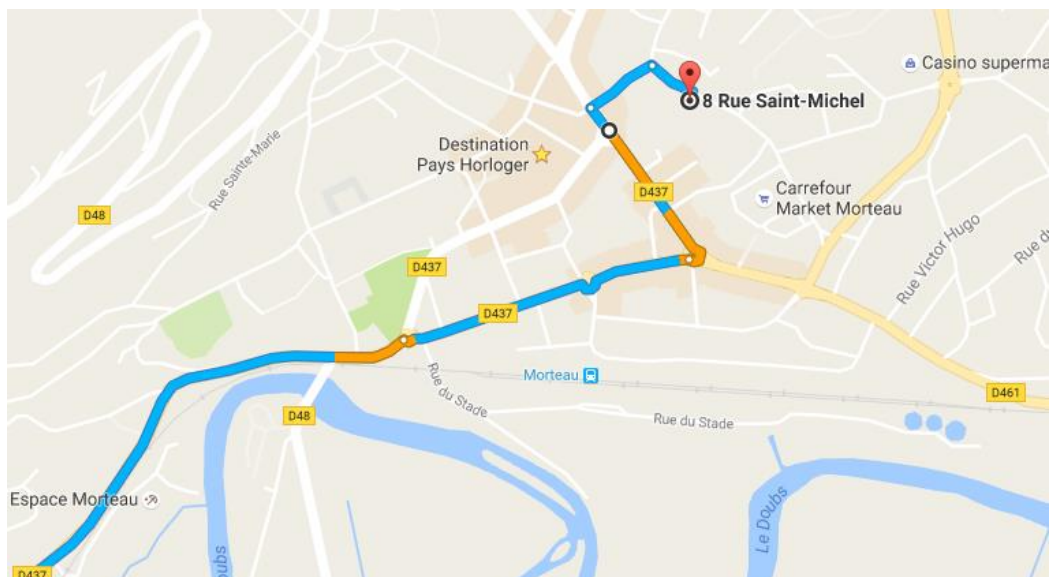 Casino superma
8 Rue Saint-Michel
Destination
Pays Horloger
Rue Sainte-Marie
D437
Carrefour
Market Morteau
D48
Rue Victor Hugo
Rue du
D437
D437
Morteau
D461
Rue du Stade
D48
Rue du Stade
Espace Morteau
Le Doubs
Doubs
D437